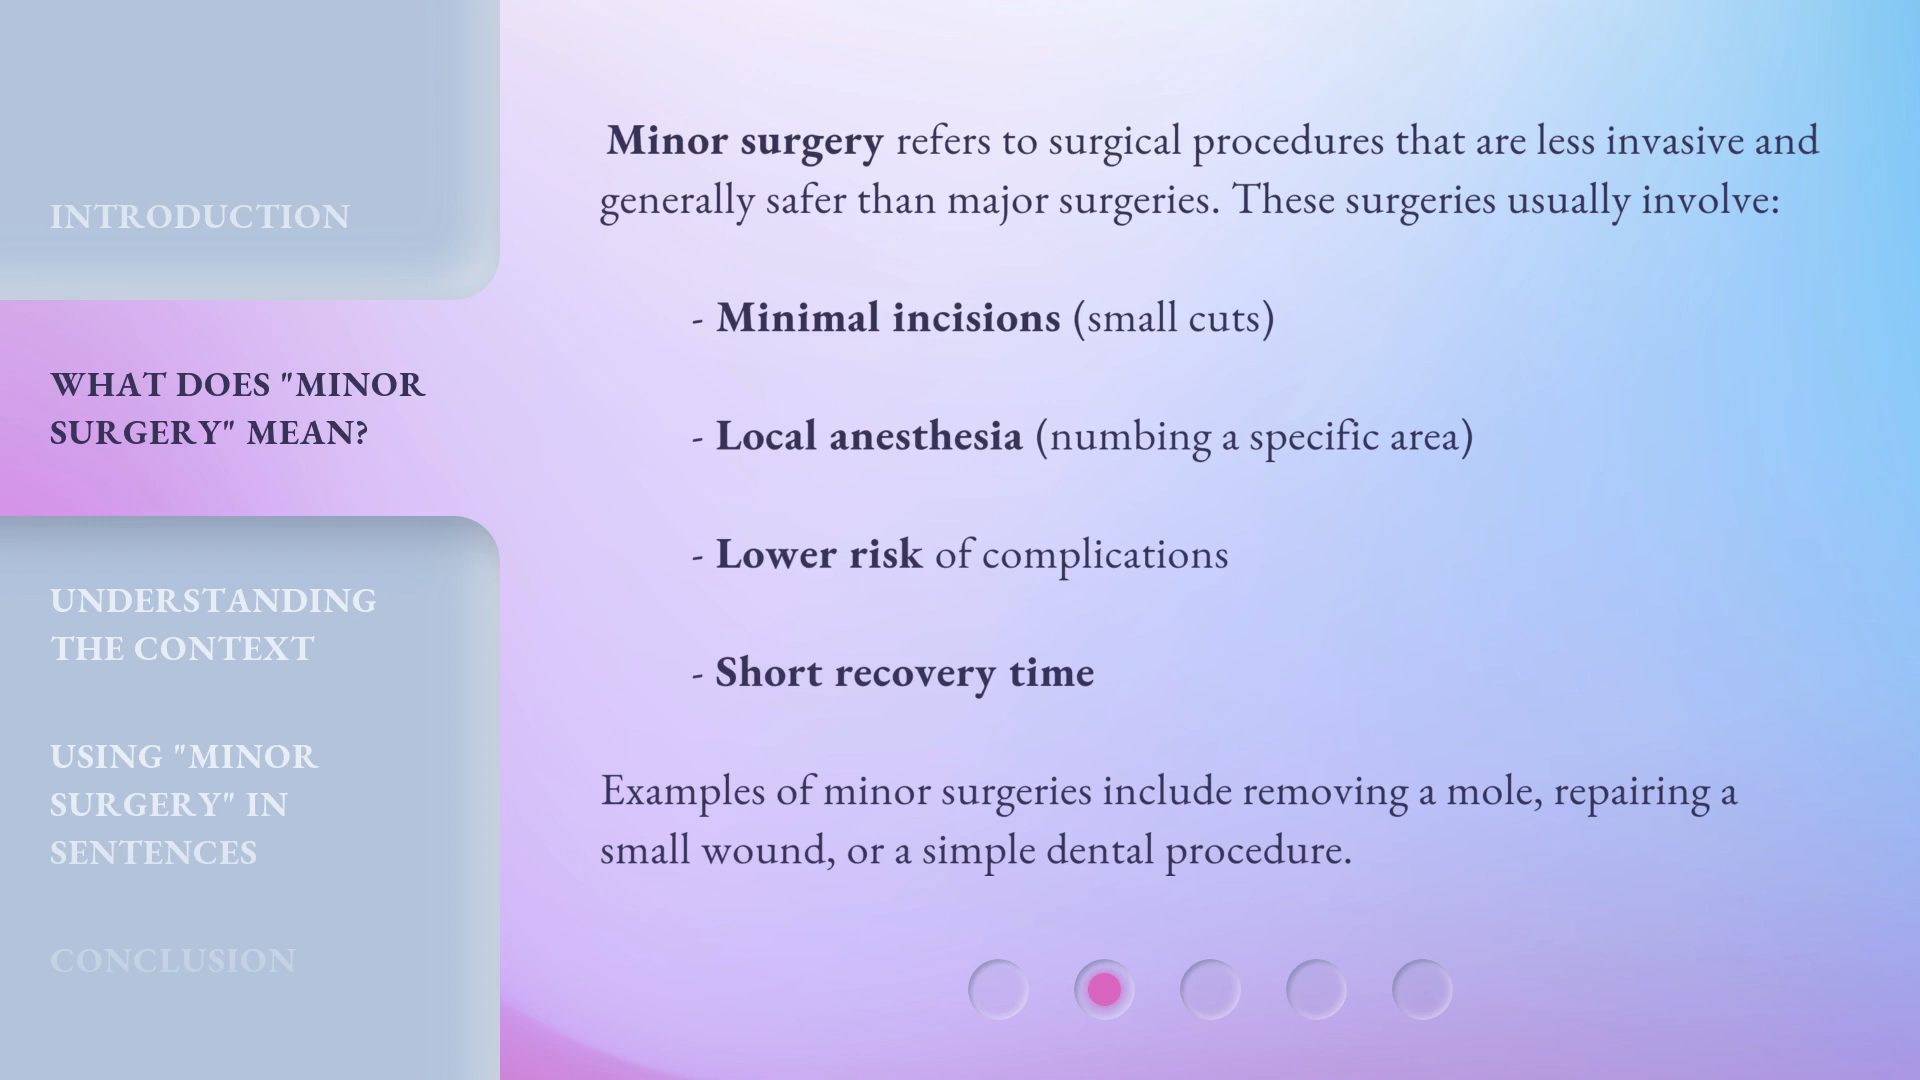 INTRODUCTION
WHAT DOES "MINOR
SURGERY" MEAN?
UNDERSTANDING
THE CONTEXT
USING "MINOR
SURGERY" IN
SENTENCES
CONCLUSION
Minor surgery refers to surgical procedures that are less invasive and
generally safer than major surgeries. These surgeries usually involve:
- Minimal incisions (small cuts)
- Local anesthesia (numbing a specific area)
- Lower risk of complications
- Short recovery time
Examples of minor surgeries include removing a mole, repairing a
small wound, or a simple dental procedure.